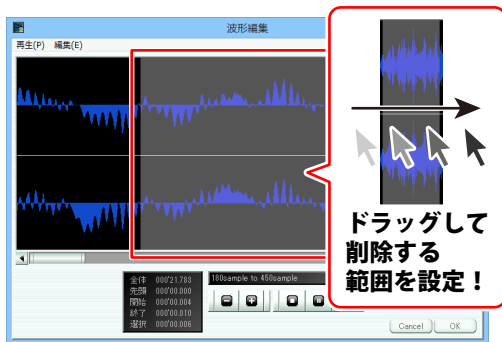 波形編集
再生(P) 編集(E)
全体 000'21.783
先頭 000'00.000
開始 000'00.004
終了 000'00.010
選択 000'00.006
180sample to 450sample
Cancel OK
ドラッグして
削除する
範囲を設定！